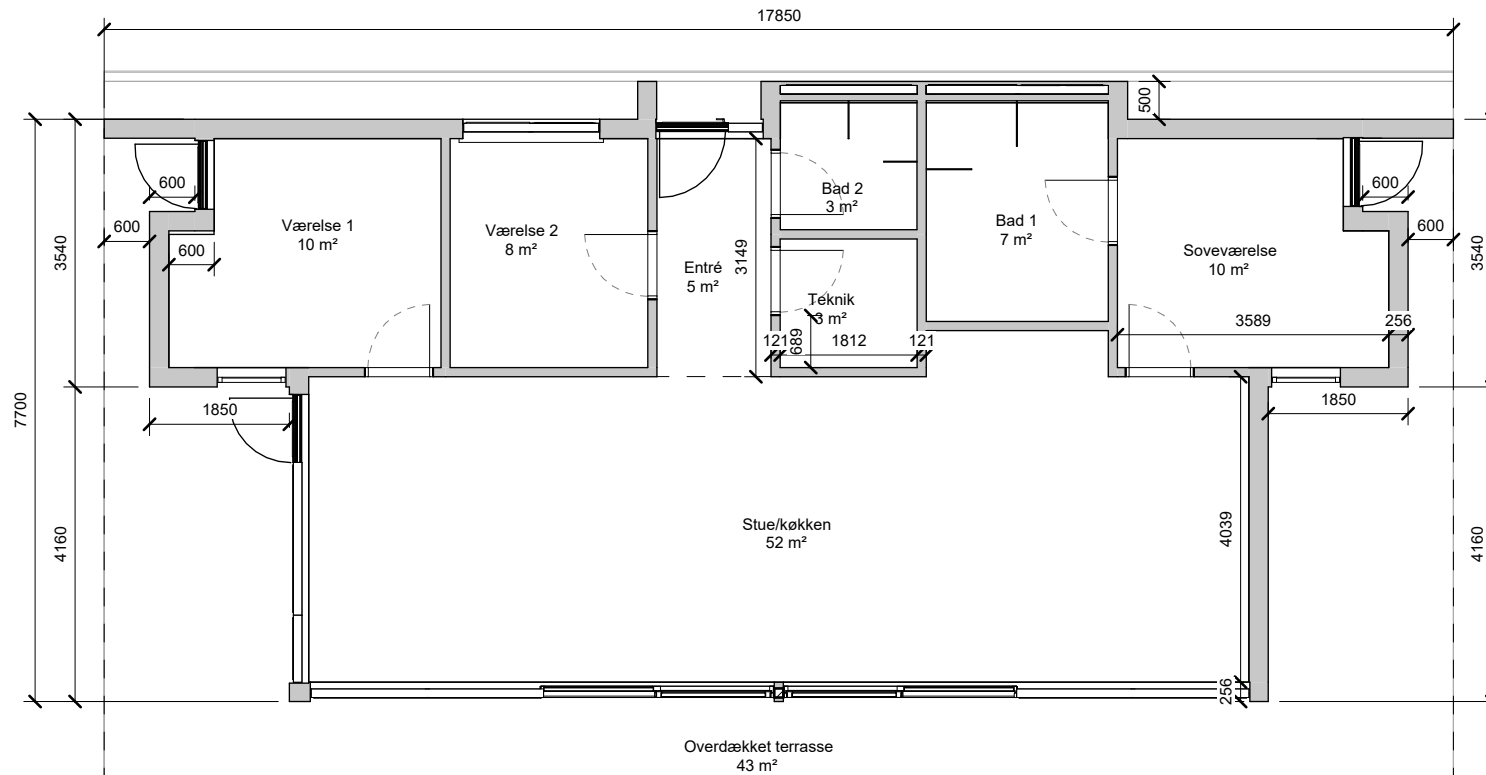 17850
500
600
600
600
600
600
3540
7700
4160
Værelse 1
10 m²
Værelse 2
8 m²
Entré
5 m²
3149
Bad 2
3 m²
Bad 1
7 m²
Teknik
3 m²
689
121
1812
121
Soveværelse
10 m²
3589
256
3540
1850
1850
Stue/køkken
52 m²
4039
4160
256
Overdækket terrasse
43 m²